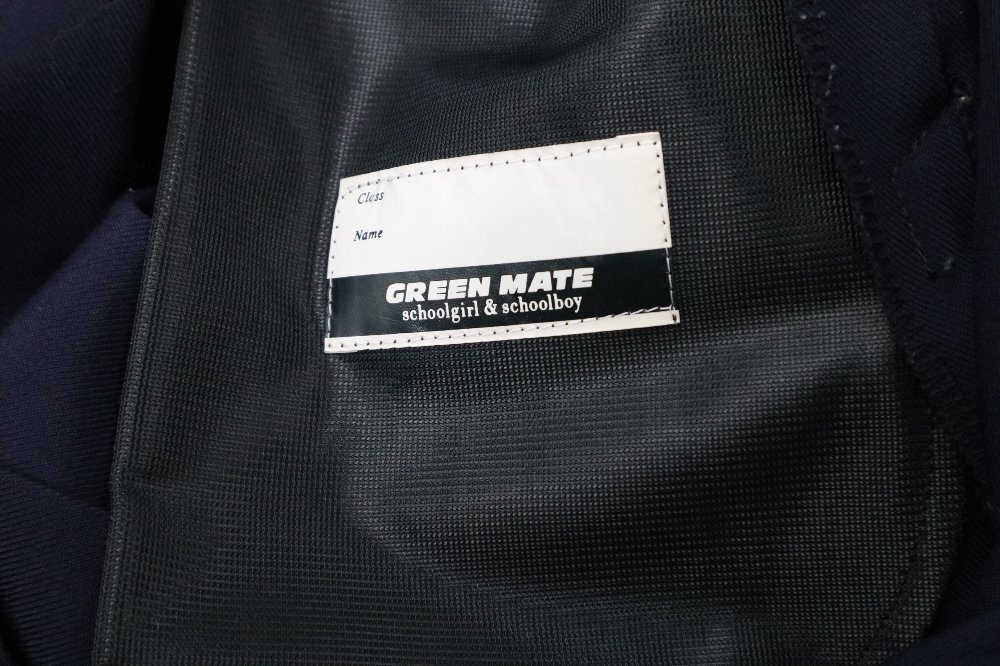 Class
Name
GREEN MATE
schoolgirl & schoolboy